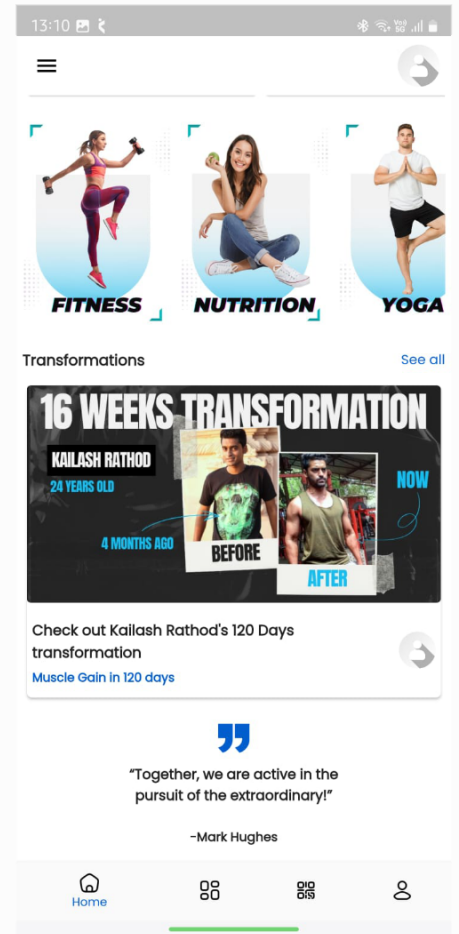 13:10
Vo))
5G
FITNESS
NUTRITION
YOGA
Transformations
See all
16 WEEKS TRANSFORMATION
KAILASH RATHOD
24 YEARS OLD
NOW
4 MONTHS AGO
BEFORE
AFTER
Check out Kailash Rathod's 120 Days
transformation
Muscle Gain in 120 days
“Together, we are active in the
pursuit of the extraordinary!”
-Mark Hughes
Home